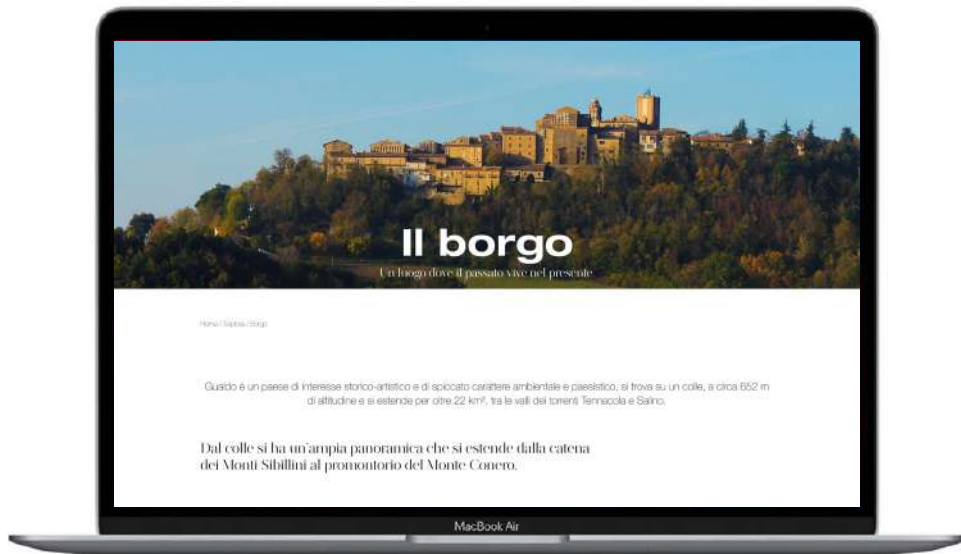 Il borgo
Un luogo dove il passato vive nel presente
Home / Esplora / Borgo
Gualdo è un paese di interesse storico-artistico e di spiccato carattere ambientale e paesistico, si trova su un colle, a circa 652 m
di altitudine e si estende per oltre 22 km², tra le valli dei torrenti Tennacola e Salino.
Dal colle si ha un'ampia panoramica che si estende dalla catena
dei Monti Sibillini al promontorio del Monte Conero.
MacBook Air